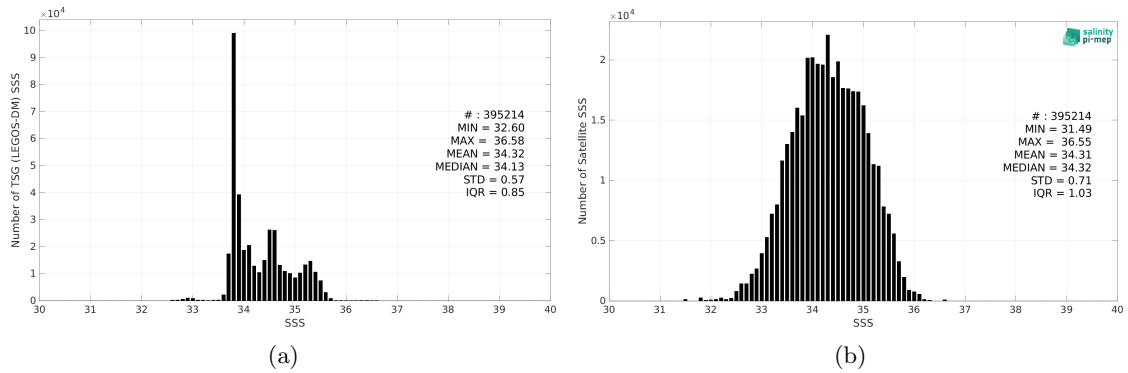 ×10⁴
10
9
8
7
6
5
4
3
2
1
0
Number of TSG (LEGOS-DM) SSS
# : 395214
MIN = 32.60
MAX =  36.58
MEAN = 34.32
MEDIAN = 34.13
STD = 0.57
IQR = 0.85
30 31 32 33 34 35 36 37 38 39 40
SSS
(a)
×10⁴
2
1.5
1
0.5
0
Number of Satellite SSS
salinity
pi-mep
# : 395214
MIN = 31.49
MAX =  36.55
MEAN = 34.31
MEDIAN = 34.32
STD = 0.71
IQR = 1.03
30 31 32 33 34 35 36 37 38 39 40
SSS
(b)